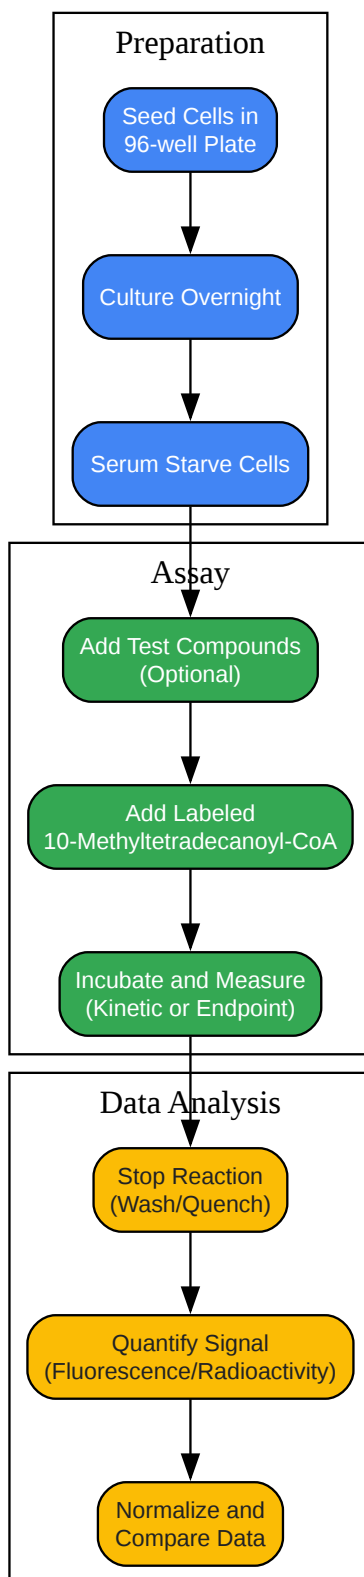 Preparation
Seed Cells in
96-well Plate
Culture Overnight
Serum Starve Cells
Assay
Add Test Compounds
(Optional)
Add Labeled
10-Methyltetradecanoyl-CoA
Incubate and Measure
(Kinetic or Endpoint)
Data Analysis
Stop Reaction
(Wash/Quench)
Quantify Signal
(Fluorescence/Radioactivity)
Normalize and
Compare Data